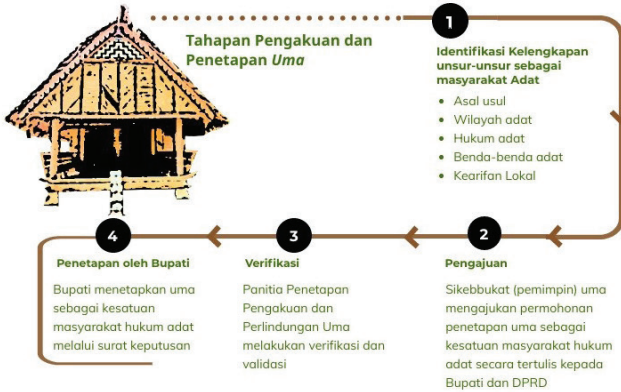 Tahapan Pengakuan dan
Penetapan Uma
1
Identifikasi Kelengkapan
unsur-unsur sebagai
masyarakat Adat
• Asal usul
• Wilayah adat
• Hukum adat
• Benda-benda adat
• Kearifan Lokal
2
Pengajuan
Sikebbukat (pemimpin) uma
mengajukan permohonan
penetapan uma sebagai
kesatuan masyarakat hukum
adat secara tertulis kepada
Bupati dan DPRD
3
Verifikasi
Panitia Penetapan
Pengakuan dan
Perlindungan Uma
melakukan verifikasi dan
validasi
4
Penetapan oleh Bupati
Bupati menetapkan uma
sebagai kesatuan
masyarakat hukum adat
melalui surat keputusan